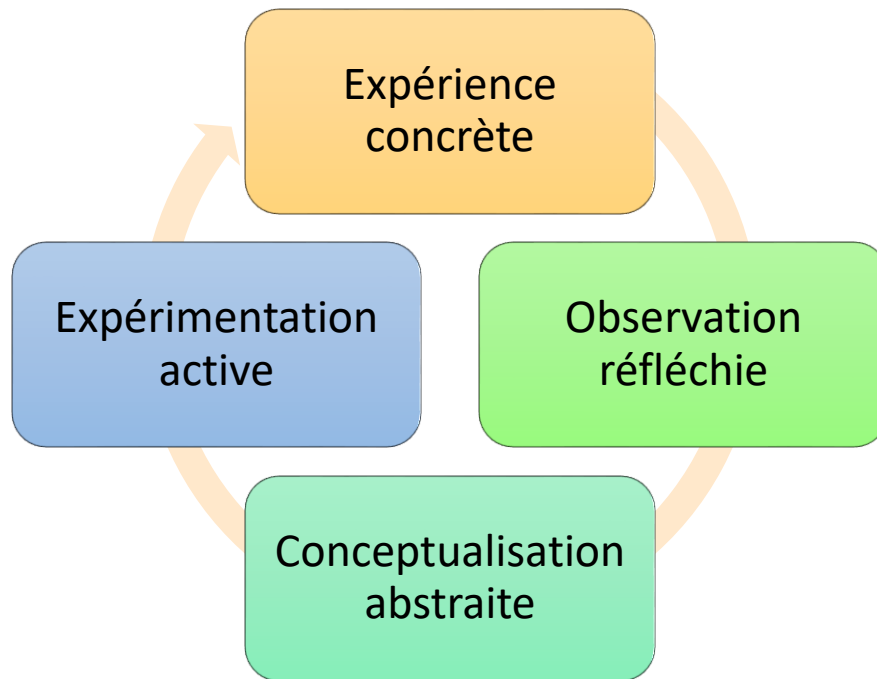 Expérience
concrète
Observation
réfléchie
Conceptualisation
abstraite
Expérimentation
active